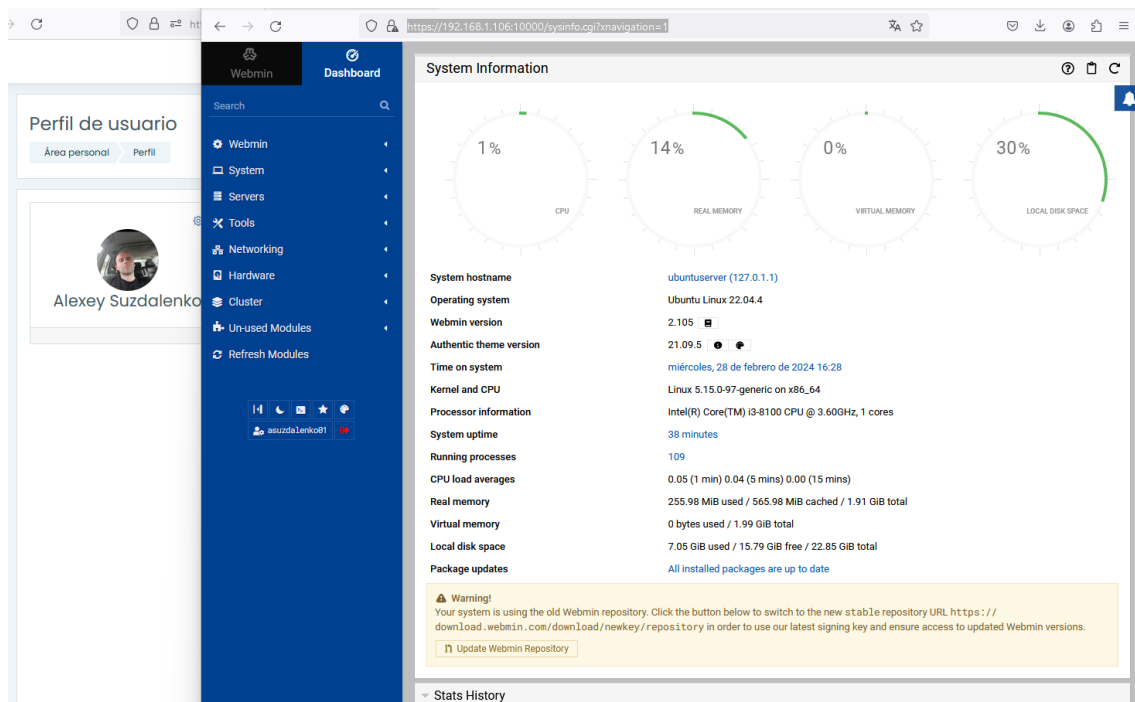 ht
https://192.168.1.106:10000/sysinfo.cgi?xnavigation=1
Perfil de usuario
Área personal Perfil
Alexey Suzdalenko
Webmin
Dashboard
Search
Webmin
System
Servers
Tools
Networking
Hardware
Cluster
Un-used Modules
Refresh Modules
asuzdalenko01
System Information
1%
CPU
14%
REAL MEMORY
0%
VIRTUAL MEMORY
30%
LOCAL DISK SPACE
System hostname ubuntuserver (127.0.1.1)
Operating system Ubuntu Linux 22.04.4
Webmin version 2.105
Authentic theme version 21.09.5
Time on system miércoles, 28 de febrero de 2024 16:28
Kernel and CPU Linux 5.15.0-97-generic on x86_64
Processor information Intel(R) Core(TM) i3-8100 CPU @ 3.60GHz, 1 cores
System uptime 38 minutes
Running processes 109
CPU load averages 0.05 (1 min) 0.04 (5 mins) 0.00 (15 mins)
Real memory 255.98 MiB used / 565.98 MiB cached / 1.91 GiB total
Virtual memory 0 bytes used / 1.99 GiB total
Local disk space 7.05 GiB used / 15.79 GiB free / 22.85 GiB total
Package updates All installed packages are up to date
Warning!
Your system is using the old Webmin repository. Click the button below to switch to the new stable repository URL https://
download.webmin.com/download/newkey/repository in order to use our latest signing key and ensure access to updated Webmin versions.
Update Webmin Repository
Stats History